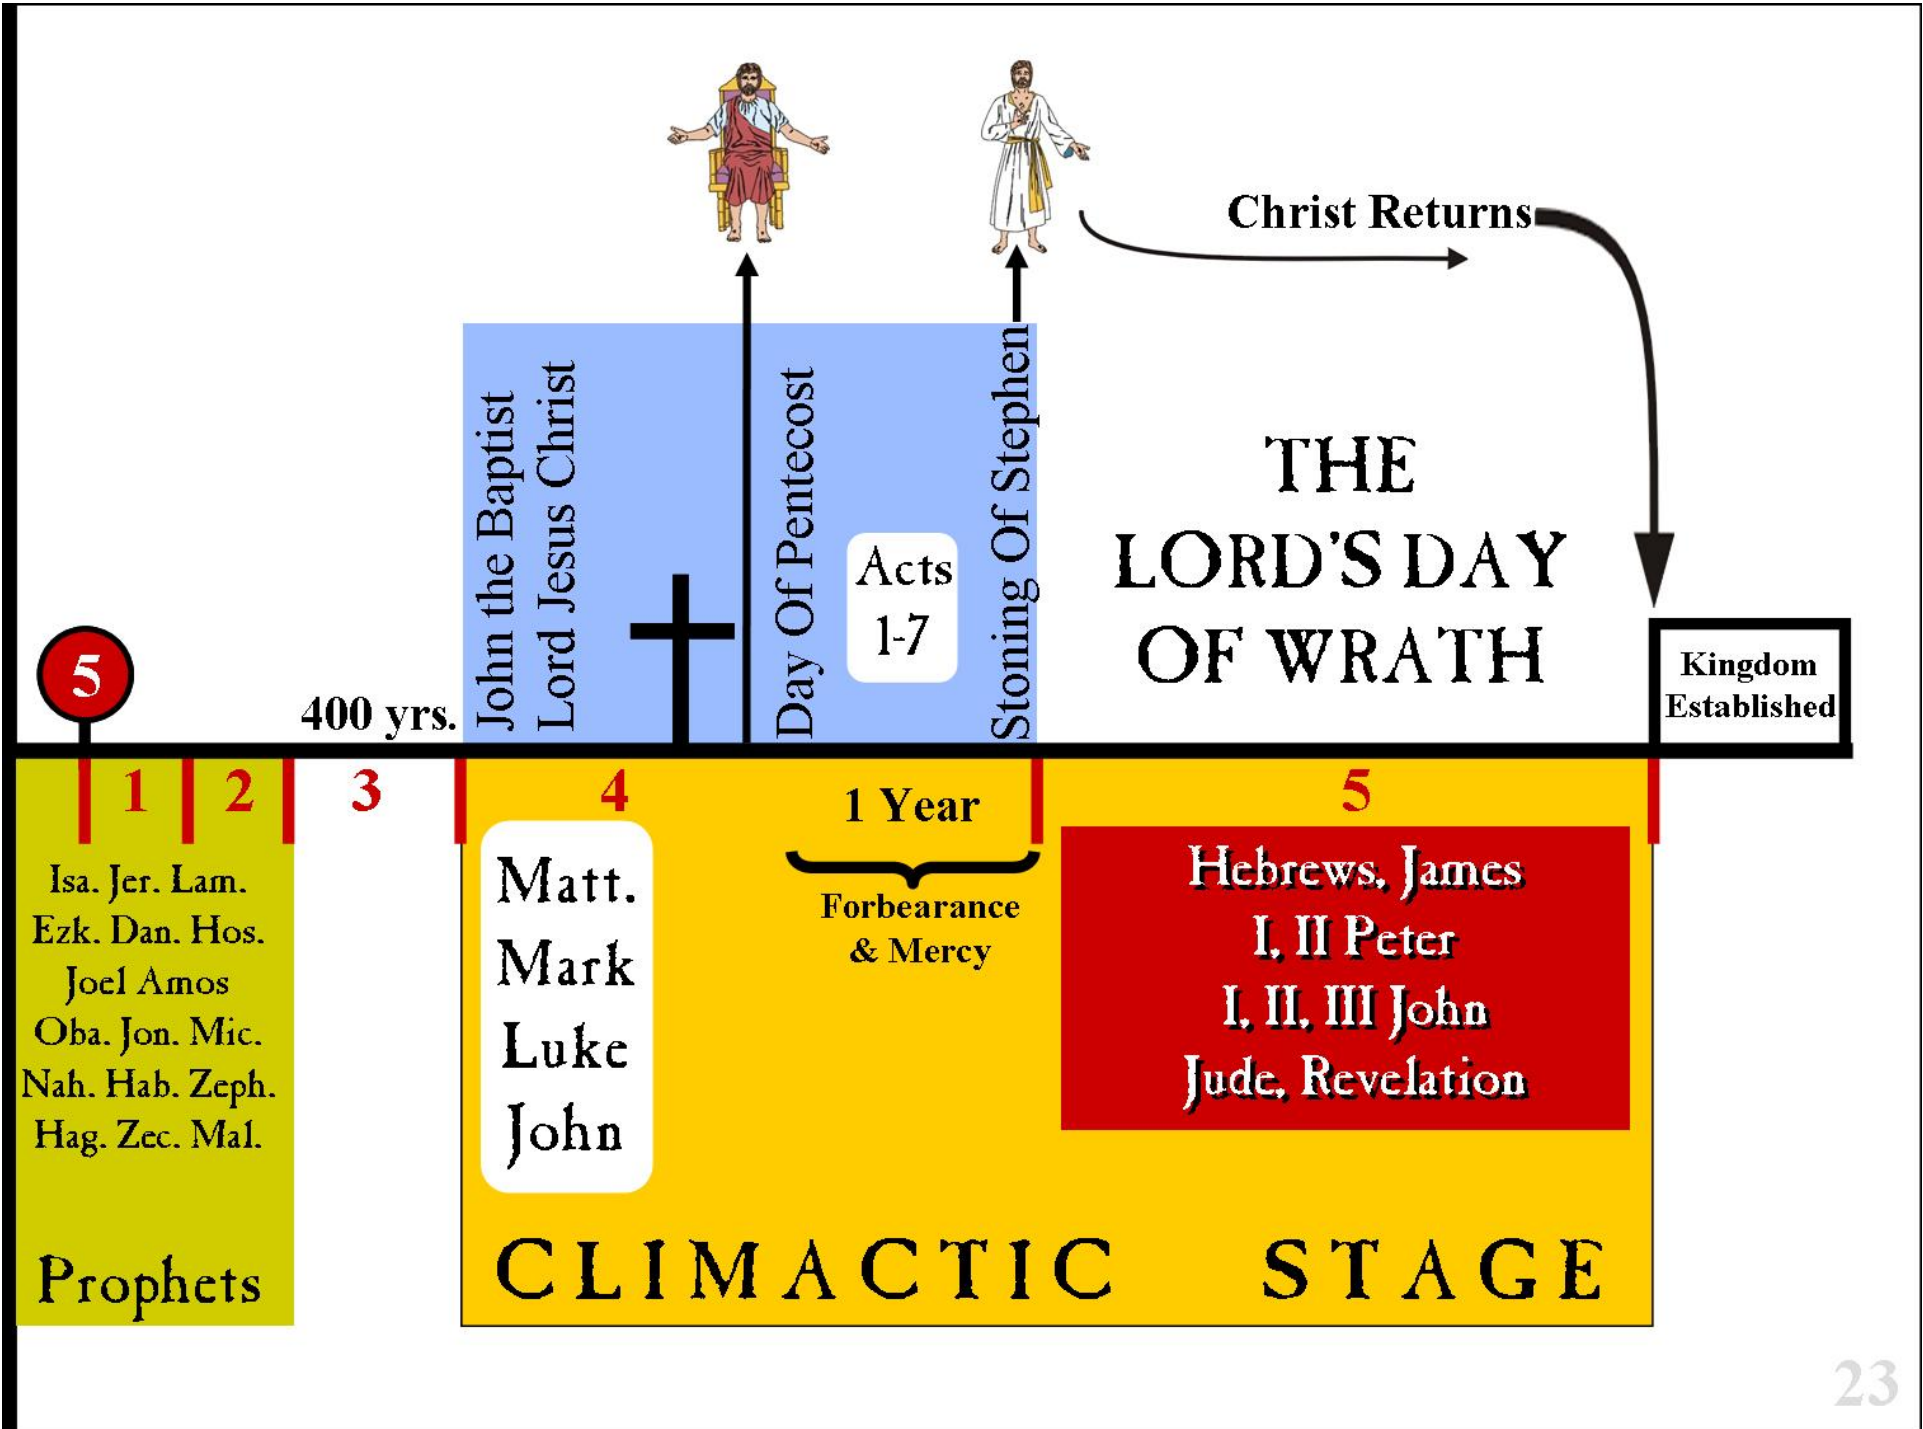 Christ Returns
John the Baptist
Lord Jesus Christ
Day Of Pentecost
Acts
1-7
Stoning Of Stephen
THE
LORD'S DAY
OF WRATH
5
400 yrs.
Kingdom
Established
1
2
3
4
1 Year
5
Isa. Jer. Lam.
Ezk. Dan. Hos.
Joel Amos
Oba. Jon. Mic.
Nah. Hab. Zeph.
Hag. Zec. Mal.
Prophets
Matt.
Mark
Luke
John
Forbearance
& Mercy
Hebrews, James
I, II Peter
I, II, III John
Jude, Revelation
CLIMACTIC STAGE
23